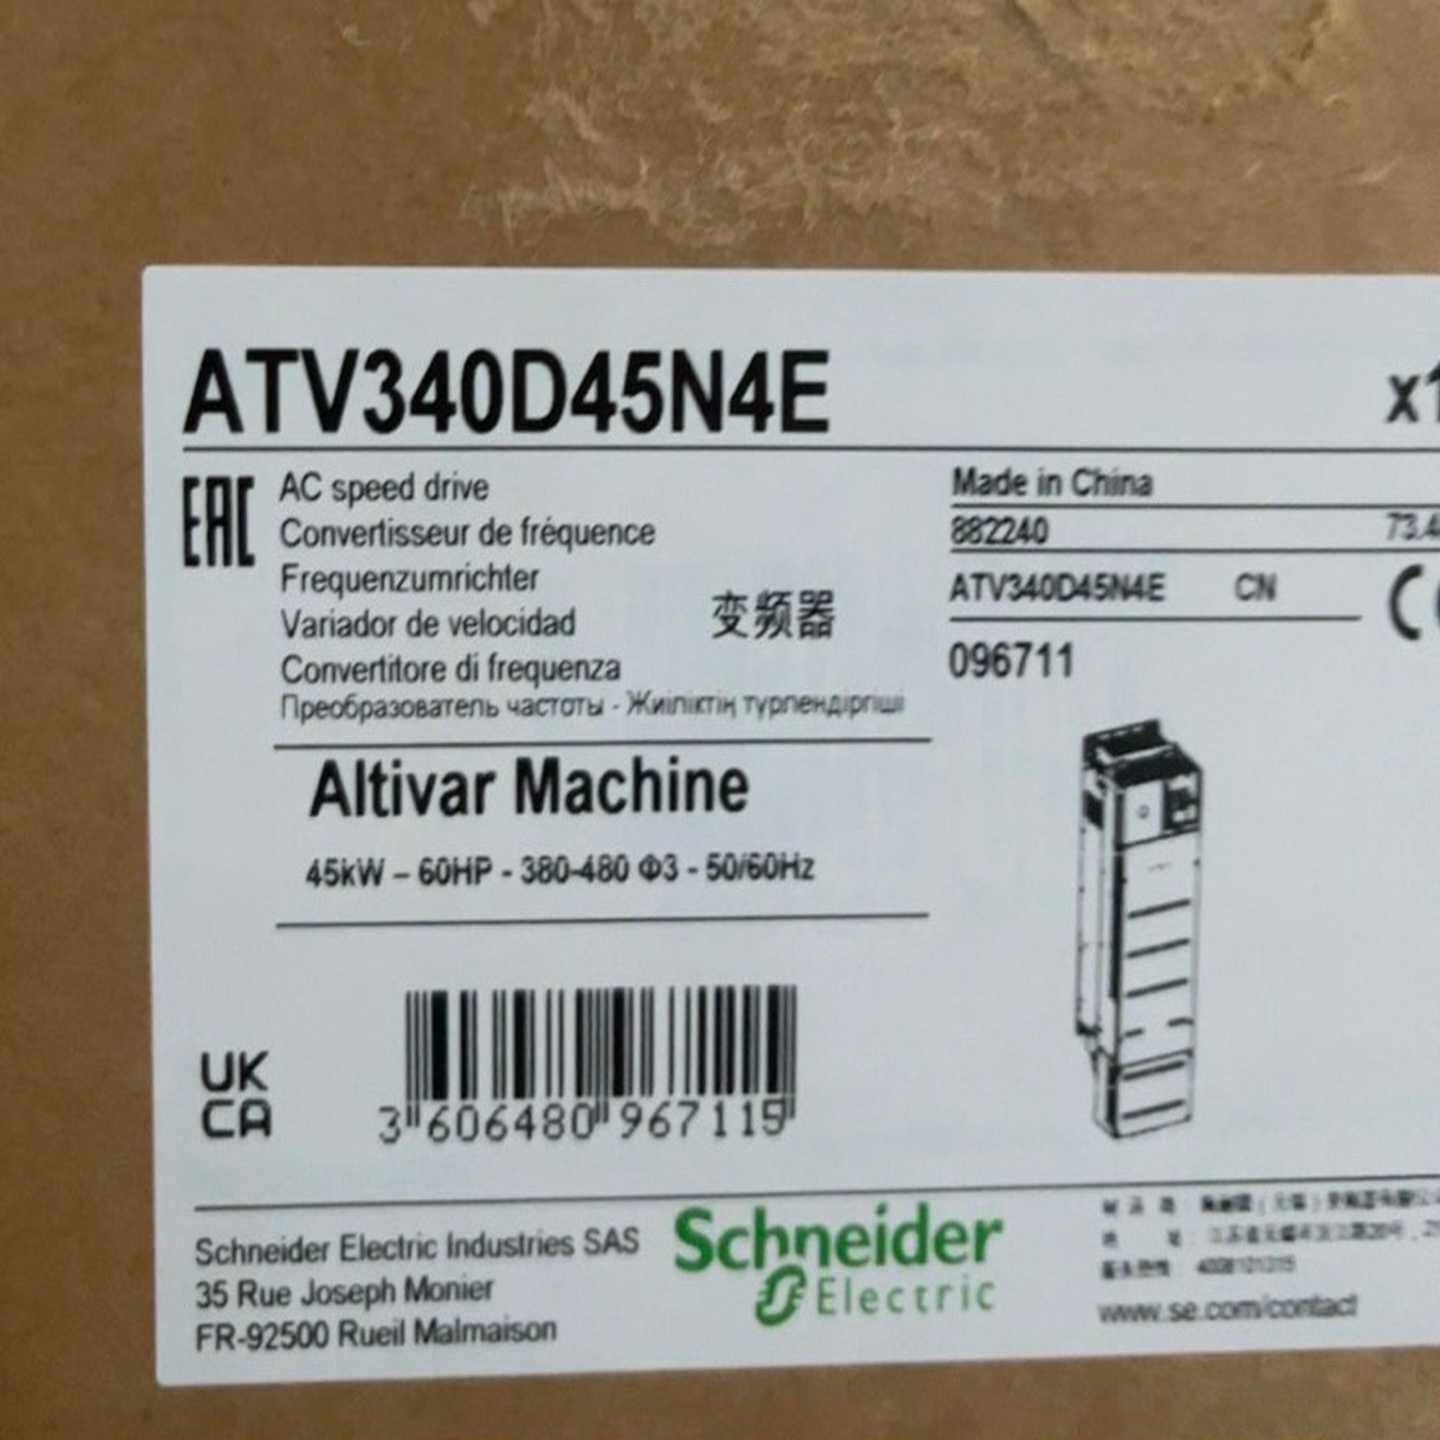 ATV340D45N4E
x1
EAC
AC speed drive
Convertisseur de fréquence
Frequenzumrichter
Variador de velocidad
变频器
Convertitore di frequenza
Преобразователь частоты - Жиіліктің түрлендіргіші
Made in China
882240
73.4
ATV340D45N4E CN
096711
Altivar Machine
45kW – 60HP - 380-480 Φ3 - 50/60Hz
3 606480 967115
UK
CA
Schneider Electric Industries SAS
35 Rue Joseph Monier
FR-92500 Rueil Malmaison
Schneider
Electric
4008101315
www.se.com/contact